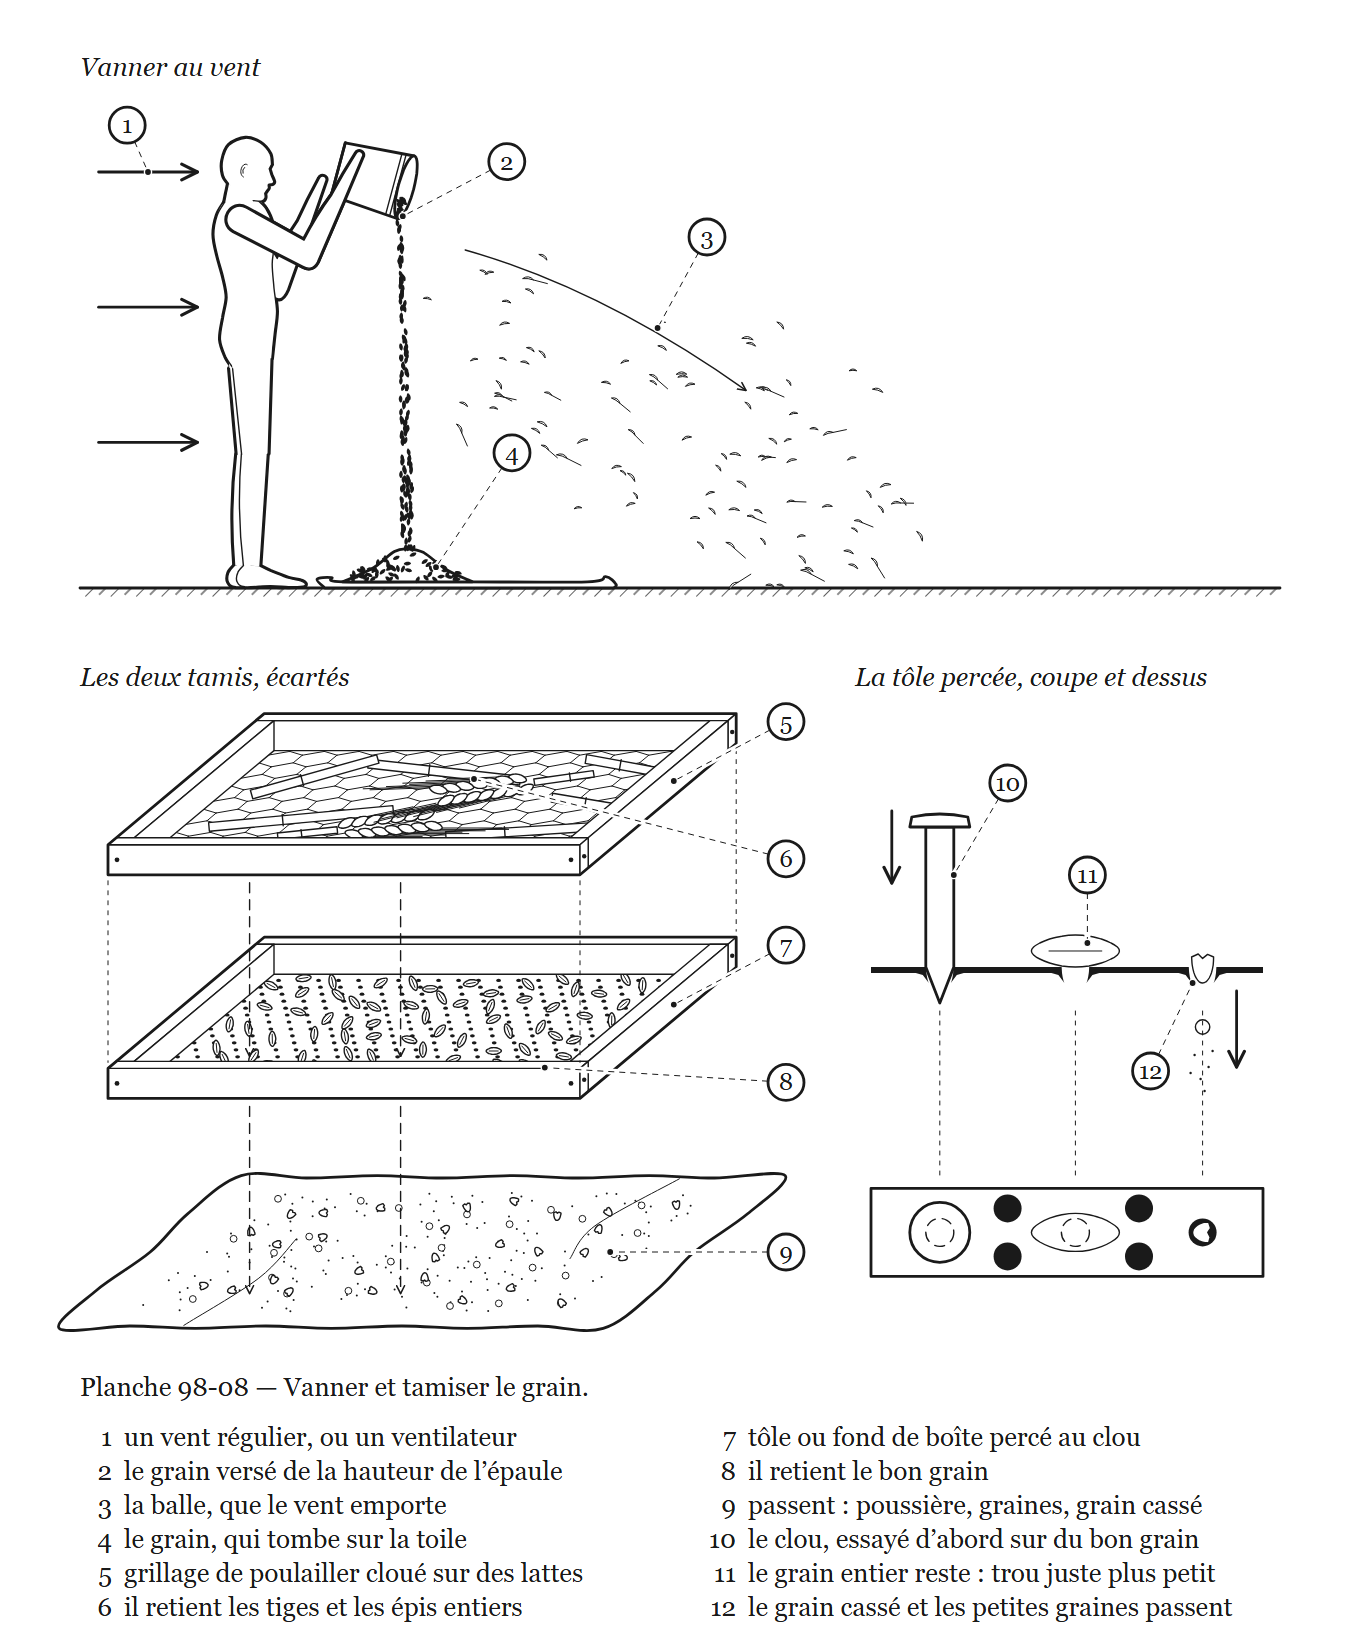 Vanner au vent
1
2
3
4
Les deux tamis, écartés
La tôle percée, coupe et dessus
5
6
7
8
9
10
11
12
Planche 98-08 — Vanner et tamiser le grain.
1 un vent régulier, ou un ventilateur
2 le grain versé de la hauteur de l’épaule
3 la balle, que le vent emporte
4 le grain, qui tombe sur la toile
5 grillage de poulailler cloué sur des lattes
6 il retient les tiges et les épis entiers
7 tôle ou fond de boîte percé au clou
8 il retient le bon grain
9 passent : poussière, graines, grain cassé
10 le clou, essayé d’abord sur du bon grain
11 le grain entier reste : trou juste plus petit
12 le grain cassé et les petites graines passent